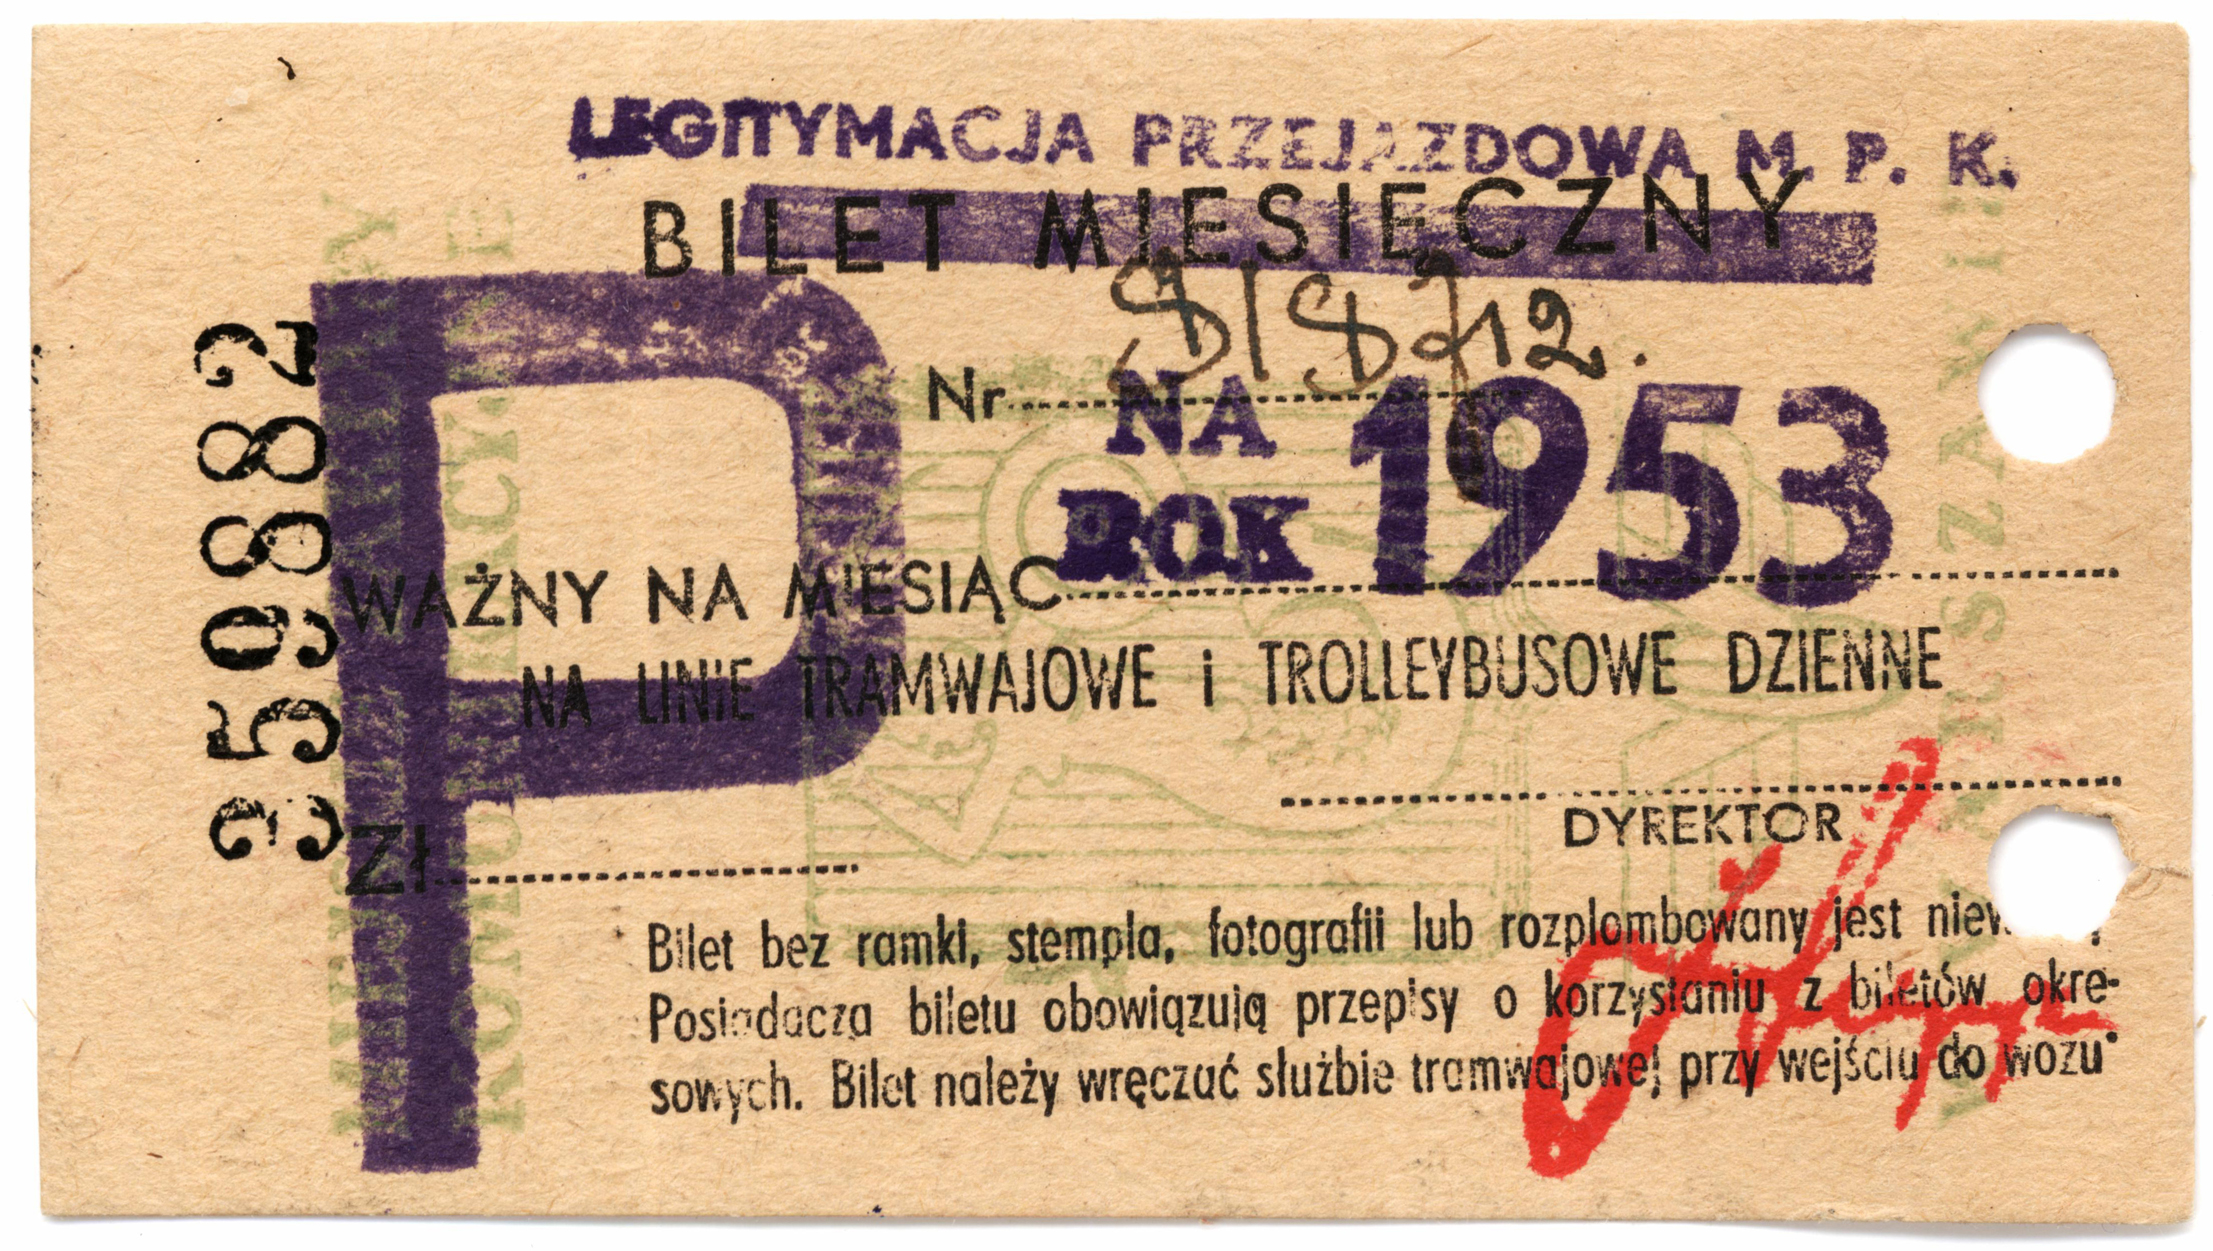 LEGITYMACJA PRZEJAZDOWA M. P. K.
BILET MIESIĘCZNY
Nr
NA
ROK 1953
WAŻNY NA MIESIĄC
NA LINIE TRAMWAJOWE i TROLLEYBUSOWE DZIENNE
DYREKTOR
Zł
Bilet bez ramki, stempla, fotografii lub rozplombowany jest
Posiadacza biletu obowiązują przepisy o korzystaniu z biletów okre-
sowych. Bilet należy wręczać służbie tramwajowej przy wejściu do wozu
359882
P